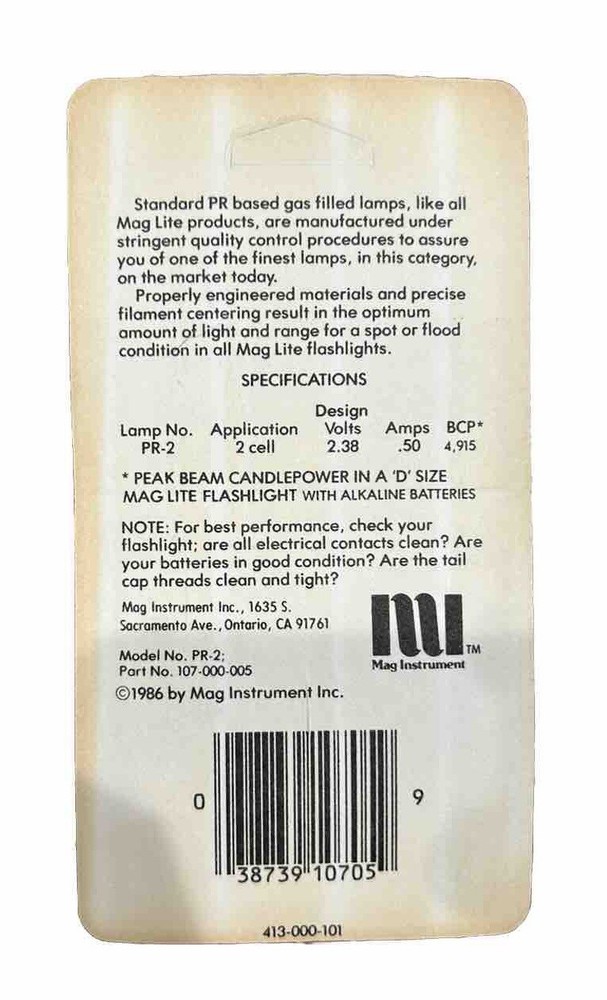 Standard PR based gas filled lamps, like all
Mag Lite products, are manufactured under
stringent quality control procedures to assure
you of one of the finest lamps, in this category,
on the market today.
Properly engineered materials and precise
filament centering result in the optimum
amount of light and range for a spot or flood
condition in all Mag Lite flashlights.
SPECIFICATIONS
Design
Lamp No. Application Volts Amps BCP*
PR-2 2 cell 2.38 .50 4,915
* PEAK BEAM CANDLEPOWER IN A 'D' SIZE
MAG LITE FLASHLIGHT WITH ALKALINE BATTERIES
NOTE: For best performance, check your
flashlight; are all electrical contacts clean? Are
your batteries in good condition? Are the tail
cap threads clean and tight?
Mag Instrument Inc., 1635 S.
Sacramento Ave., Ontario, CA 91761
MI TM
Mag Instrument
Model No. PR-2;
Part No. 107-000-005
©1986 by Mag Instrument Inc.
0 38739 10705 9
413-000-101